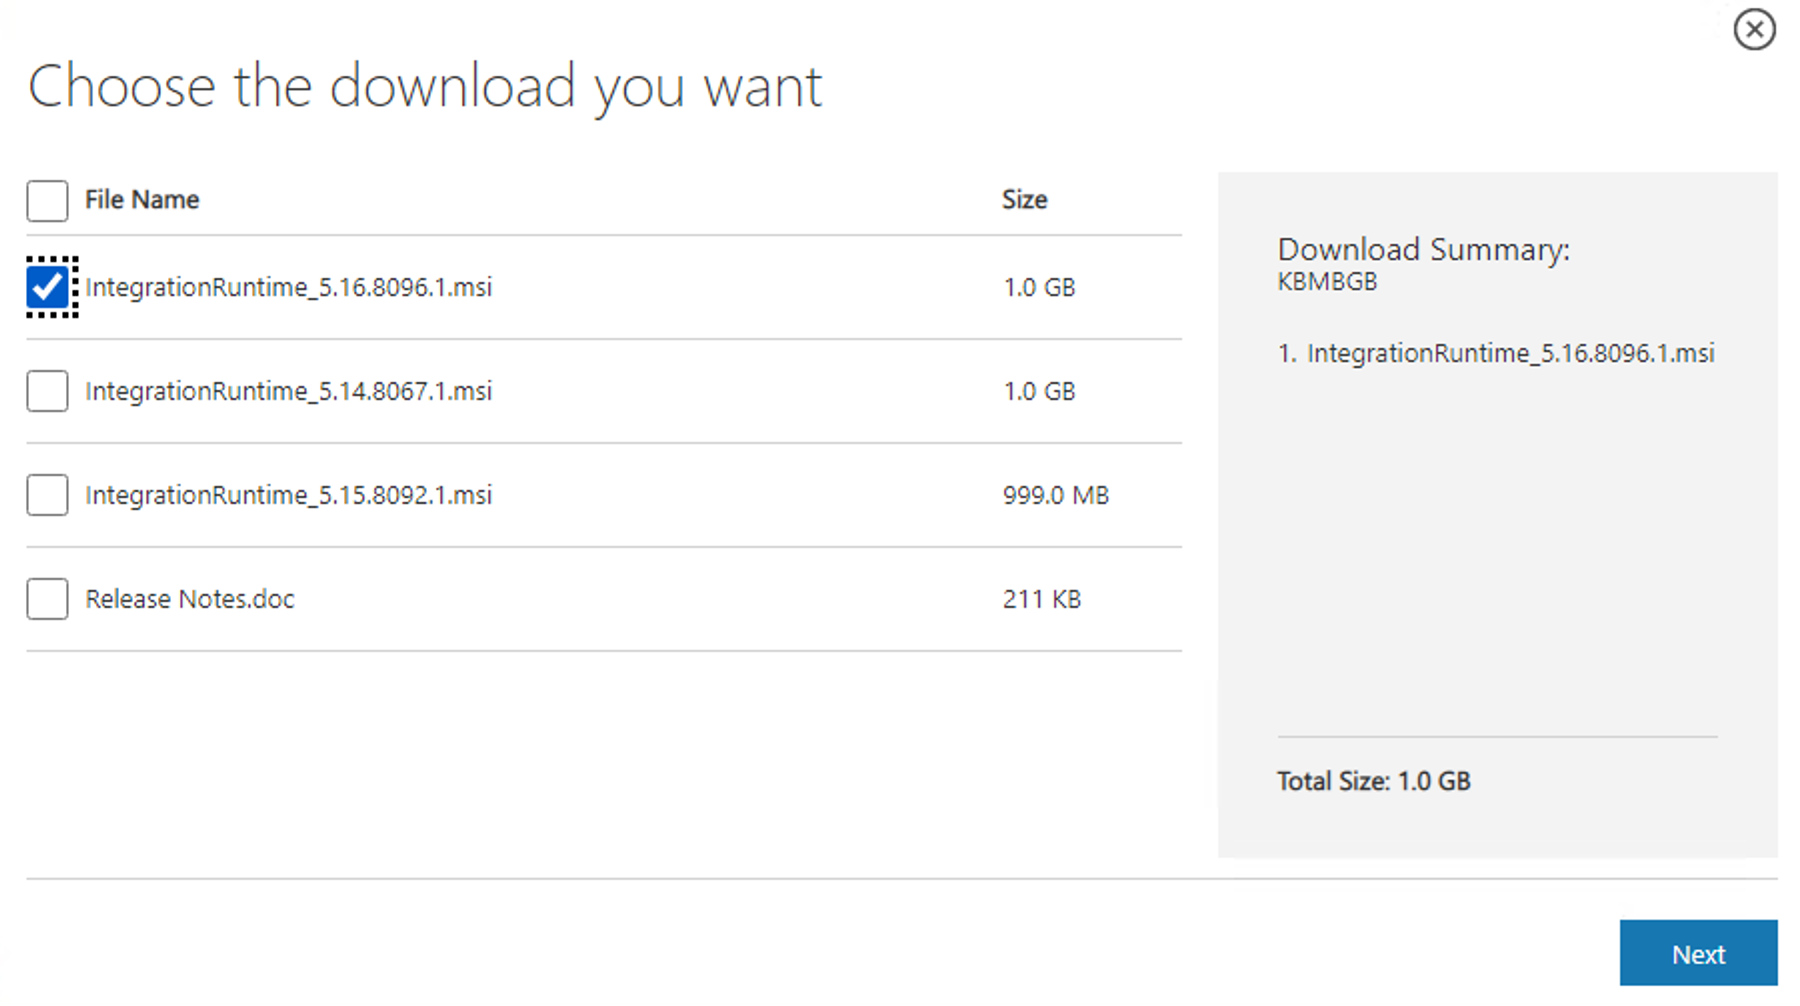 Choose the download you want
File Name Size
IntegrationRuntime_5.16.8096.1.msi 1.0 GB
IntegrationRuntime_5.14.8067.1.msi 1.0 GB
IntegrationRuntime_5.15.8092.1.msi 999.0 MB
Release Notes.doc 211 KB
Download Summary:
KBMBGB
1. IntegrationRuntime_5.16.8096.1.msi
Total Size: 1.0 GB
Next